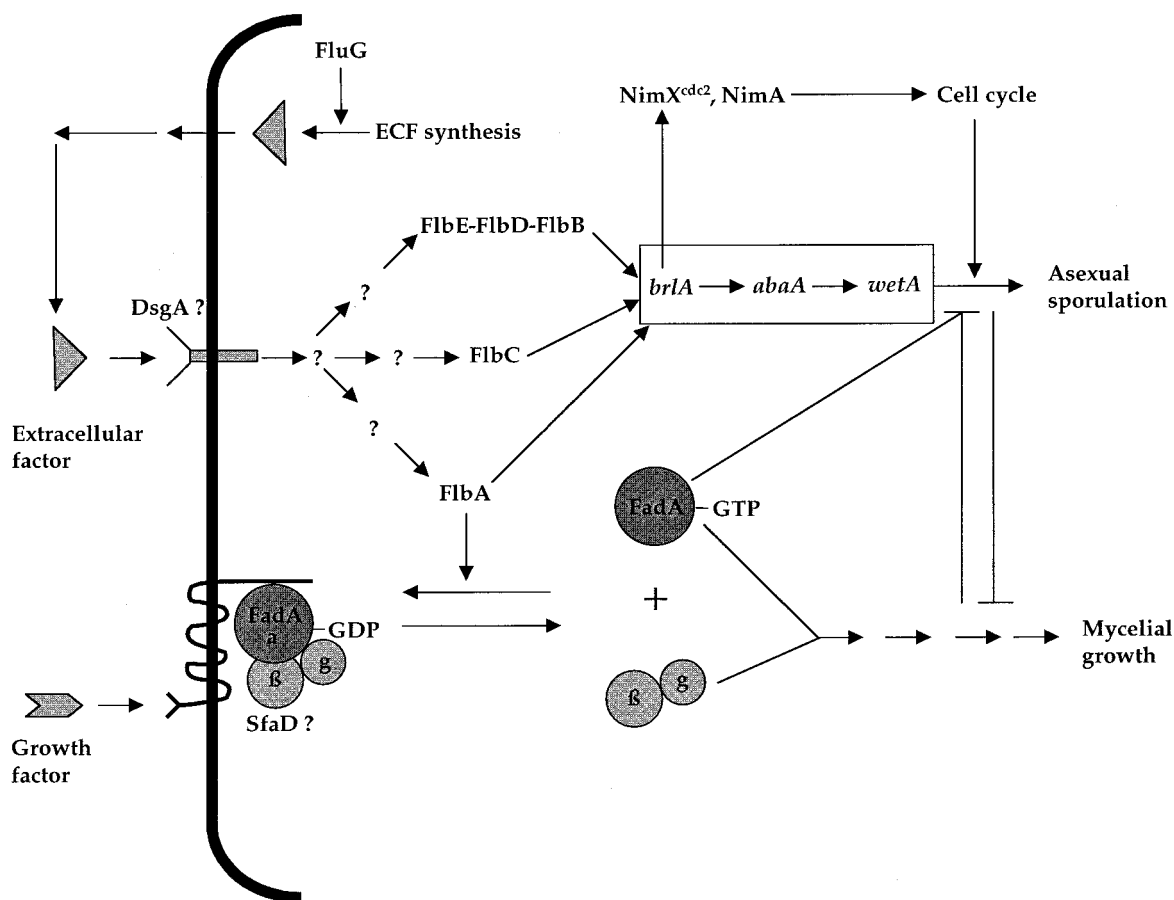 FluG
ECF synthesis
NimX^cdc2, NimA
Cell cycle
FlbE-FlbD-FlbB
?
brlA
abaA
wetA
Asexual
sporulation
DsgA ?
?
?
FlbC
Extracellular
factor
?
FlbA
FadA
GTP
+
FadA
a
GDP
ß
g
SfaD ?
ß
g
Mycelial
growth
Growth
factor